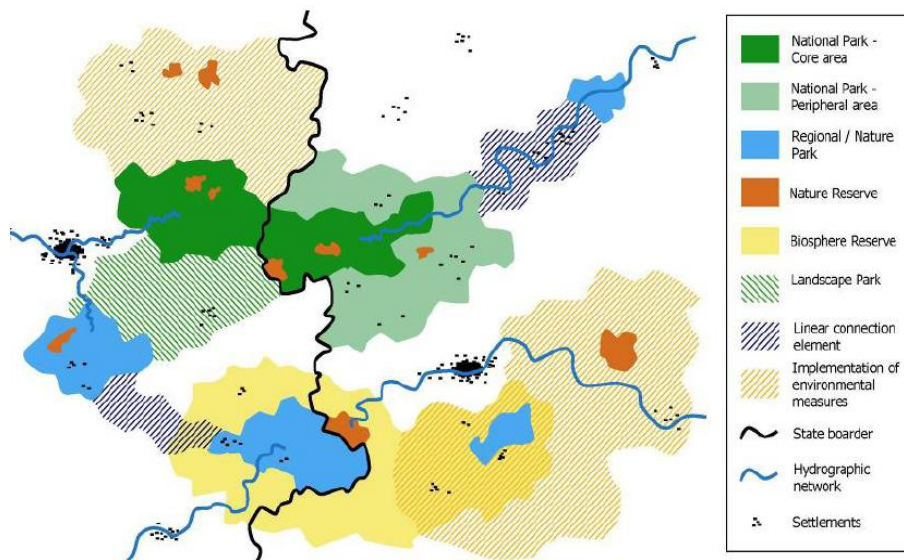 National Park -
Core area
National Park -
Peripheral area
Regional / Nature
Park
Nature Reserve
Biosphere Reserve
Landscape Park
Linear connection
element
Implementation of
environmental
measures
State boarder
Hydrographic
network
Settlements